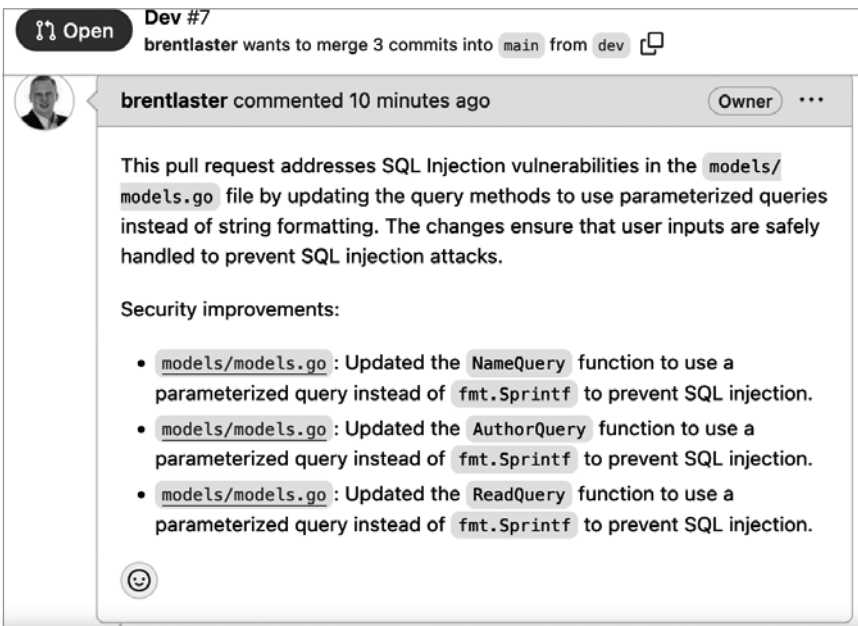 Open
Dev #7
brentlaster wants to merge 3 commits into main from dev
brentlaster commented 10 minutes ago Owner ...
This pull request addresses SQL Injection vulnerabilities in the models/
models.go file by updating the query methods to use parameterized queries
instead of string formatting. The changes ensure that user inputs are safely
handled to prevent SQL injection attacks.
Security improvements:
• models/models.go: Updated the NameQuery function to use a
parameterized query instead of fmt.Sprintf to prevent SQL injection.
• models/models.go: Updated the AuthorQuery function to use a
parameterized query instead of fmt.Sprintf to prevent SQL injection.
• models/models.go: Updated the ReadQuery function to use a
parameterized query instead of fmt.Sprintf to prevent SQL injection.